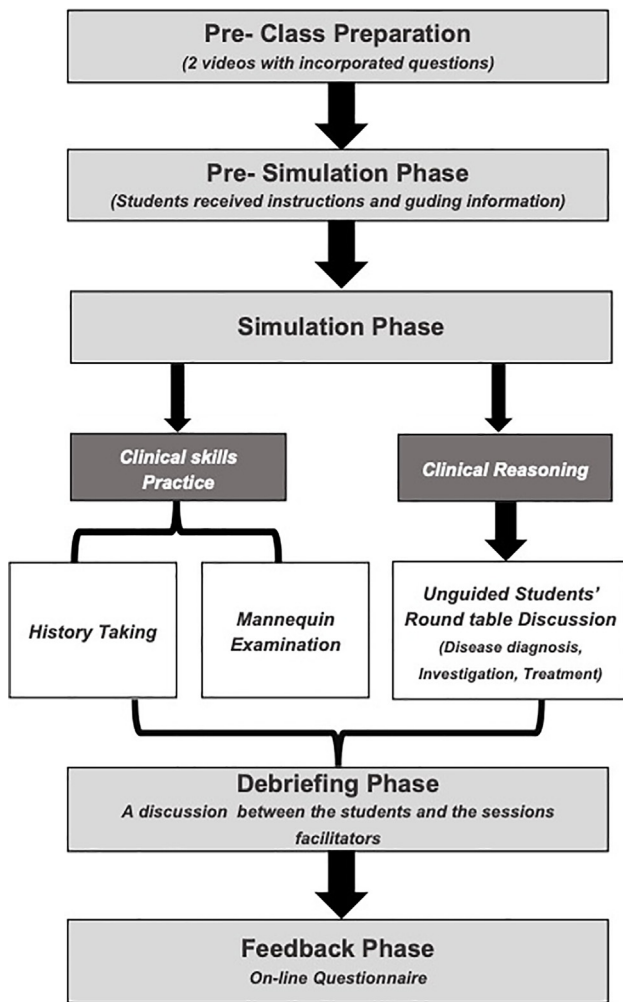 Pre- Class Preparation
(2 videos with incorporated questions)
Pre- Simulation Phase
(Students received instructions and guding information)
Simulation Phase
Clinical skills
Practice
Clinical Reasoning
History Taking
Mannequin
Examination
Unguided Students’
Round table Discussion
(Disease diagnosis,
Investigation, Treatment)
Debriefing Phase
A discussion between the students and the sessions
facilitators
Feedback Phase
On-line Questionnaire